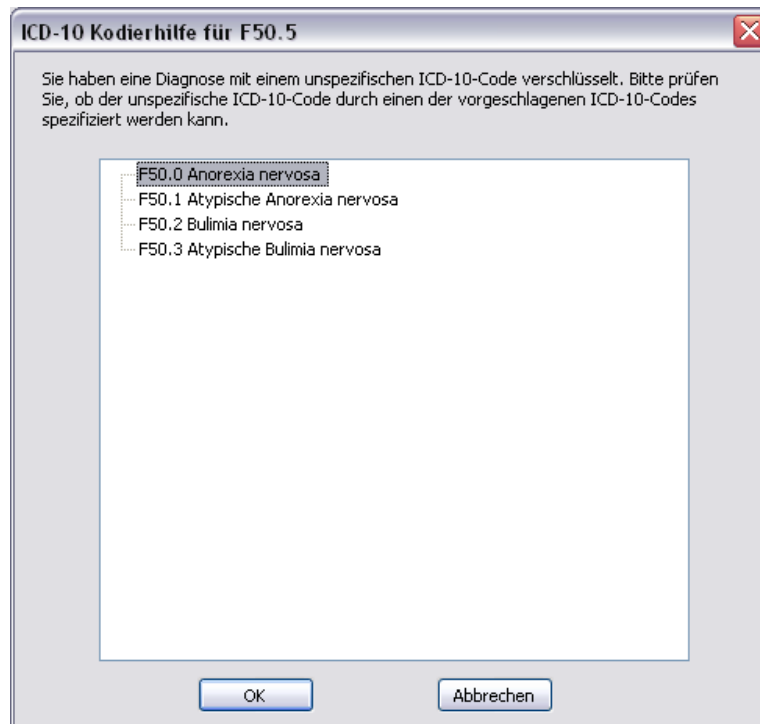 ICD-10 Kodierhilfe für F50.5
Sie haben eine Diagnose mit einem unspezifischen ICD-10-Code verschlüsselt. Bitte prüfen
Sie, ob der unspezifische ICD-10-Code durch einen der vorgeschlagenen ICD-10-Codes
spezifiziert werden kann.
F50.0 Anorexia nervosa
F50.1 Atypische Anorexia nervosa
F50.2 Bulimia nervosa
F50.3 Atypische Bulimia nervosa
OK Abbrechen